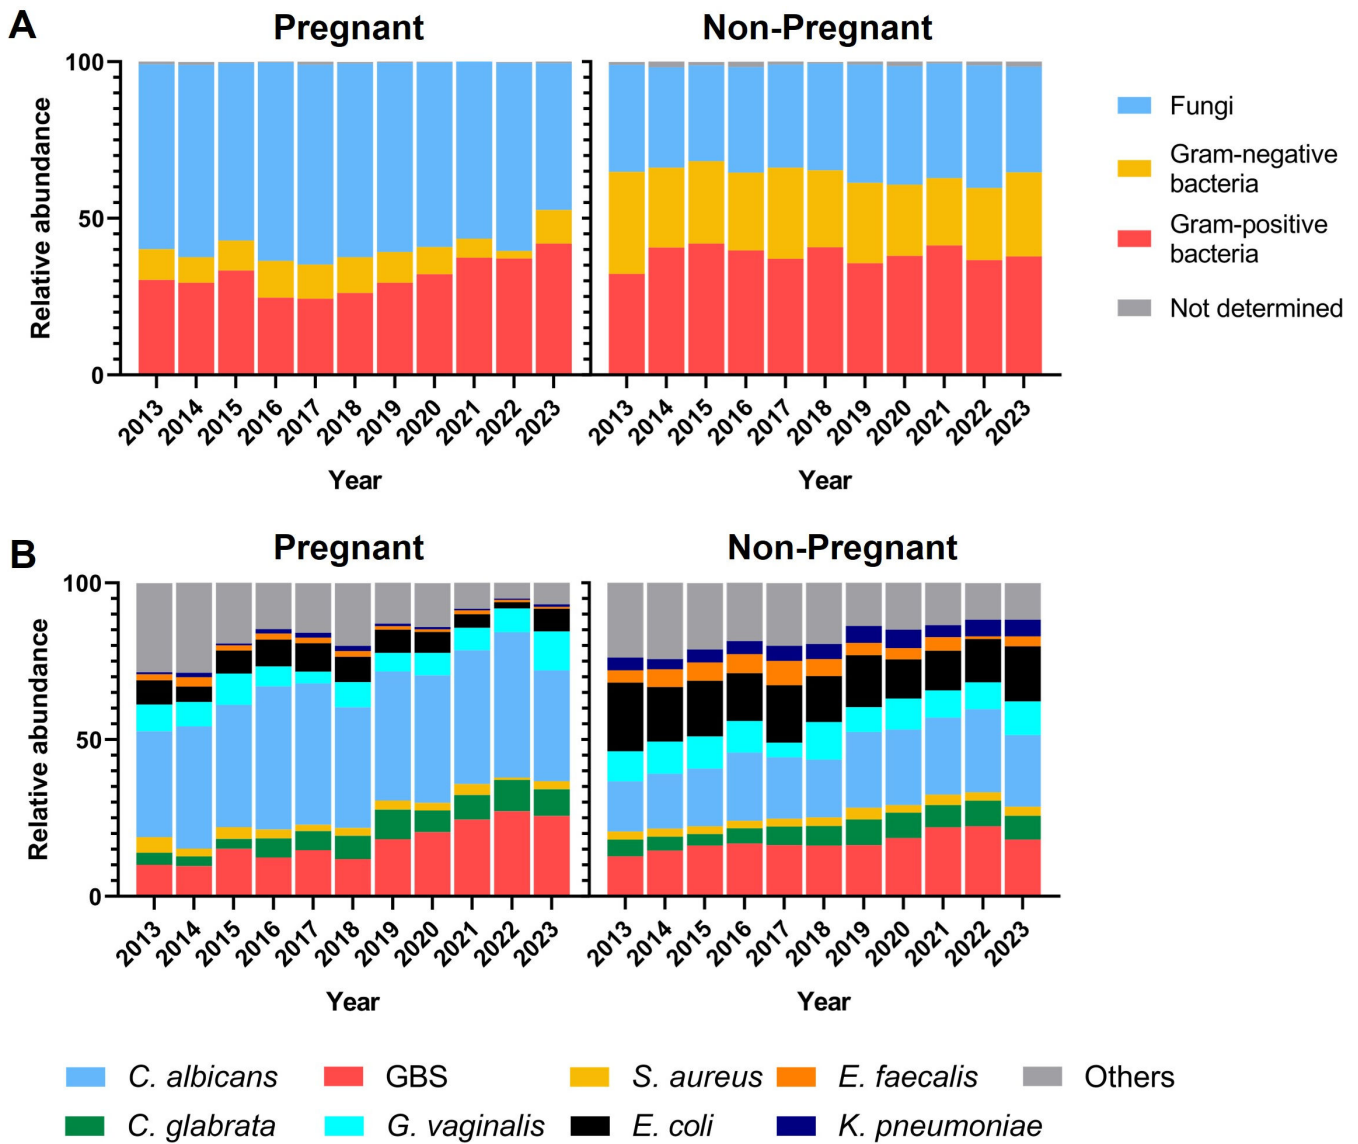 A
Pregnant
Non-Pregnant
100
50
0
Relative abundance
2013 2014 2015 2016 2017 2018 2019 2020 2021 2022 2023
2013 2014 2015 2016 2017 2018 2019 2020 2021 2022 2023
Year
Year
Fungi
Gram-negative
bacteria
Gram-positive
bacteria
Not determined
B
Pregnant
Non-Pregnant
100
50
0
Relative abundance
2013 2014 2015 2016 2017 2018 2019 2020 2021 2022 2023
2013 2014 2015 2016 2017 2018 2019 2020 2021 2022 2023
Year
Year
C. albicans GBS S. aureus E. faecalis Others
C. glabrata G. vaginalis E. coli K. pneumoniae